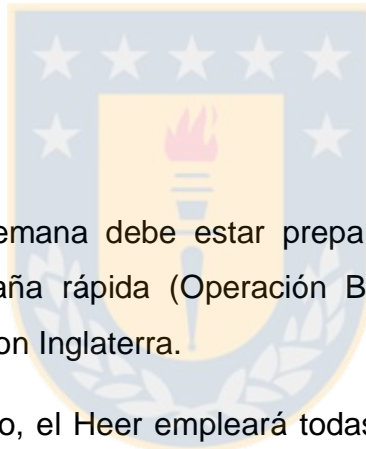 emana debe estar prepa
aña rápida (Operación B
on Inglaterra.
o, el Heer empleará todas